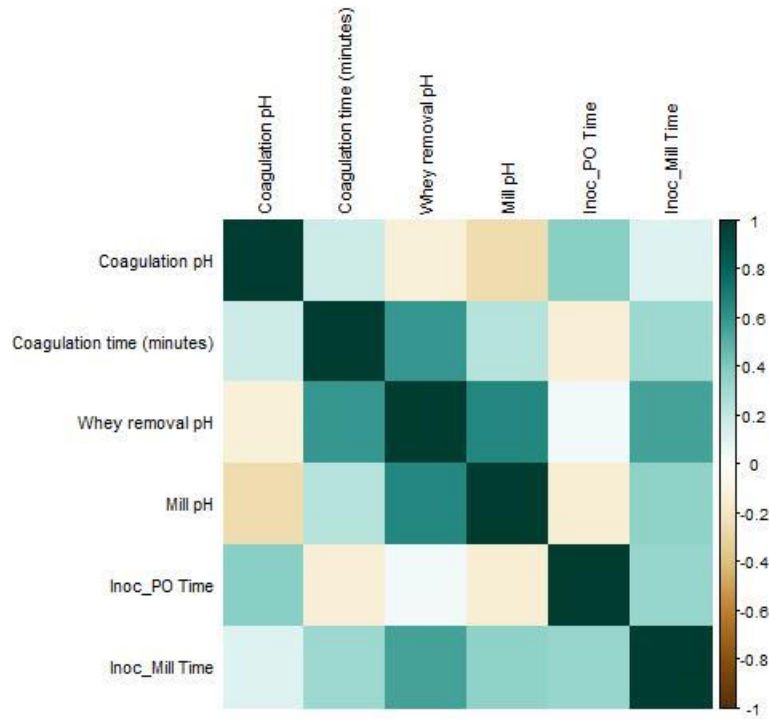 Coagulation pH
Coagulation time (minutes)
Whey removal pH
Mill pH
Inoc_PO Time
Inoc_Mill Time
Coagulation pH
Coagulation time (minutes)
Whey removal pH
Mill pH
Inoc_PO Time
Inoc_Mill Time
1
0.8
0.6
0.4
0.2
0
-0.2
-0.4
-0.6
-0.8
-1